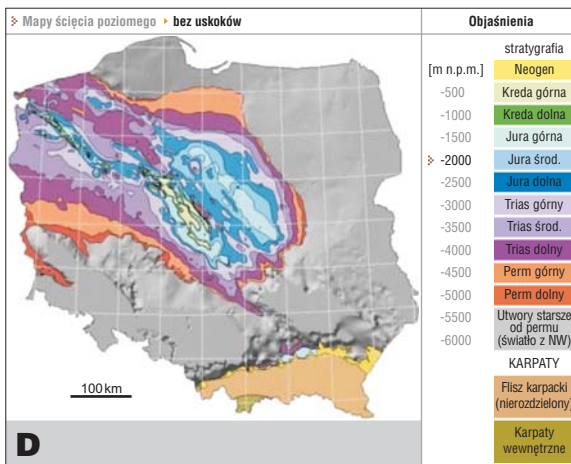 Mapy ścięcia poziomego bez uskoków
100 km
D
Objaśnienia
stratygrafia
[m n.p.m.] Neogen
-500 Kreda górna
-1000 Kreda dolna
-1500 Jura górna
-2000 Jura środ.
-2500 Jura dolna
-3000 Trias górny
-3500 Trias środ.
-4000 Trias dolny
-4500 Perm górny
-5000 Perm dolny
-5500 Utwory starsze
od permu
-6000 (światło z NW)
KARPATY
Flisz karpacki
(nierozdzielony)
Karpaty
wewnętrzne